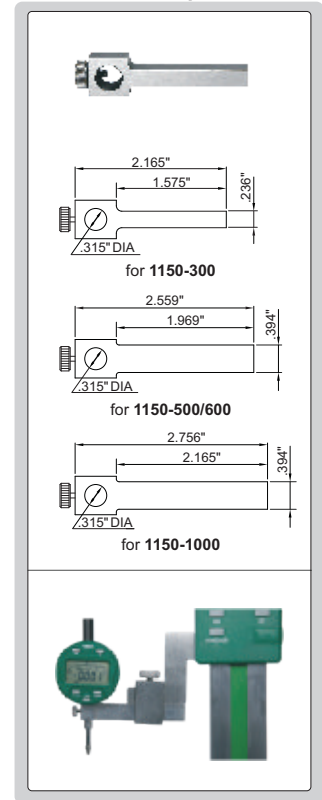 2.165"
1.575"
.236"
.315" DIA
for 1150-300
2.559"
1.969"
.394"
.315" DIA
for 1150-500/600
2.756"
2.165"
.394"
.315" DIA
for 1150-1000